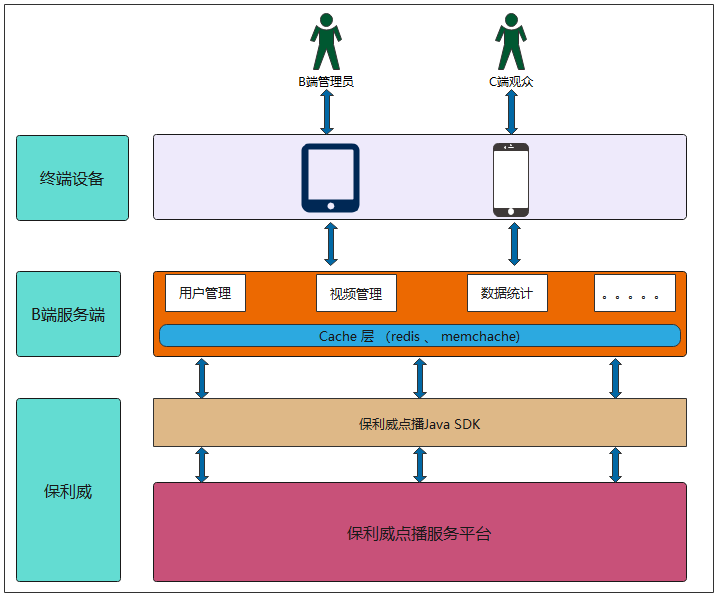 B端管理员
C端观众
终端设备
B端服务端
用户管理
视频管理
数据统计
。。。。。
Cache 层 （redis 、 memchache)
保利威
保利威点播Java SDK
保利威点播服务平台